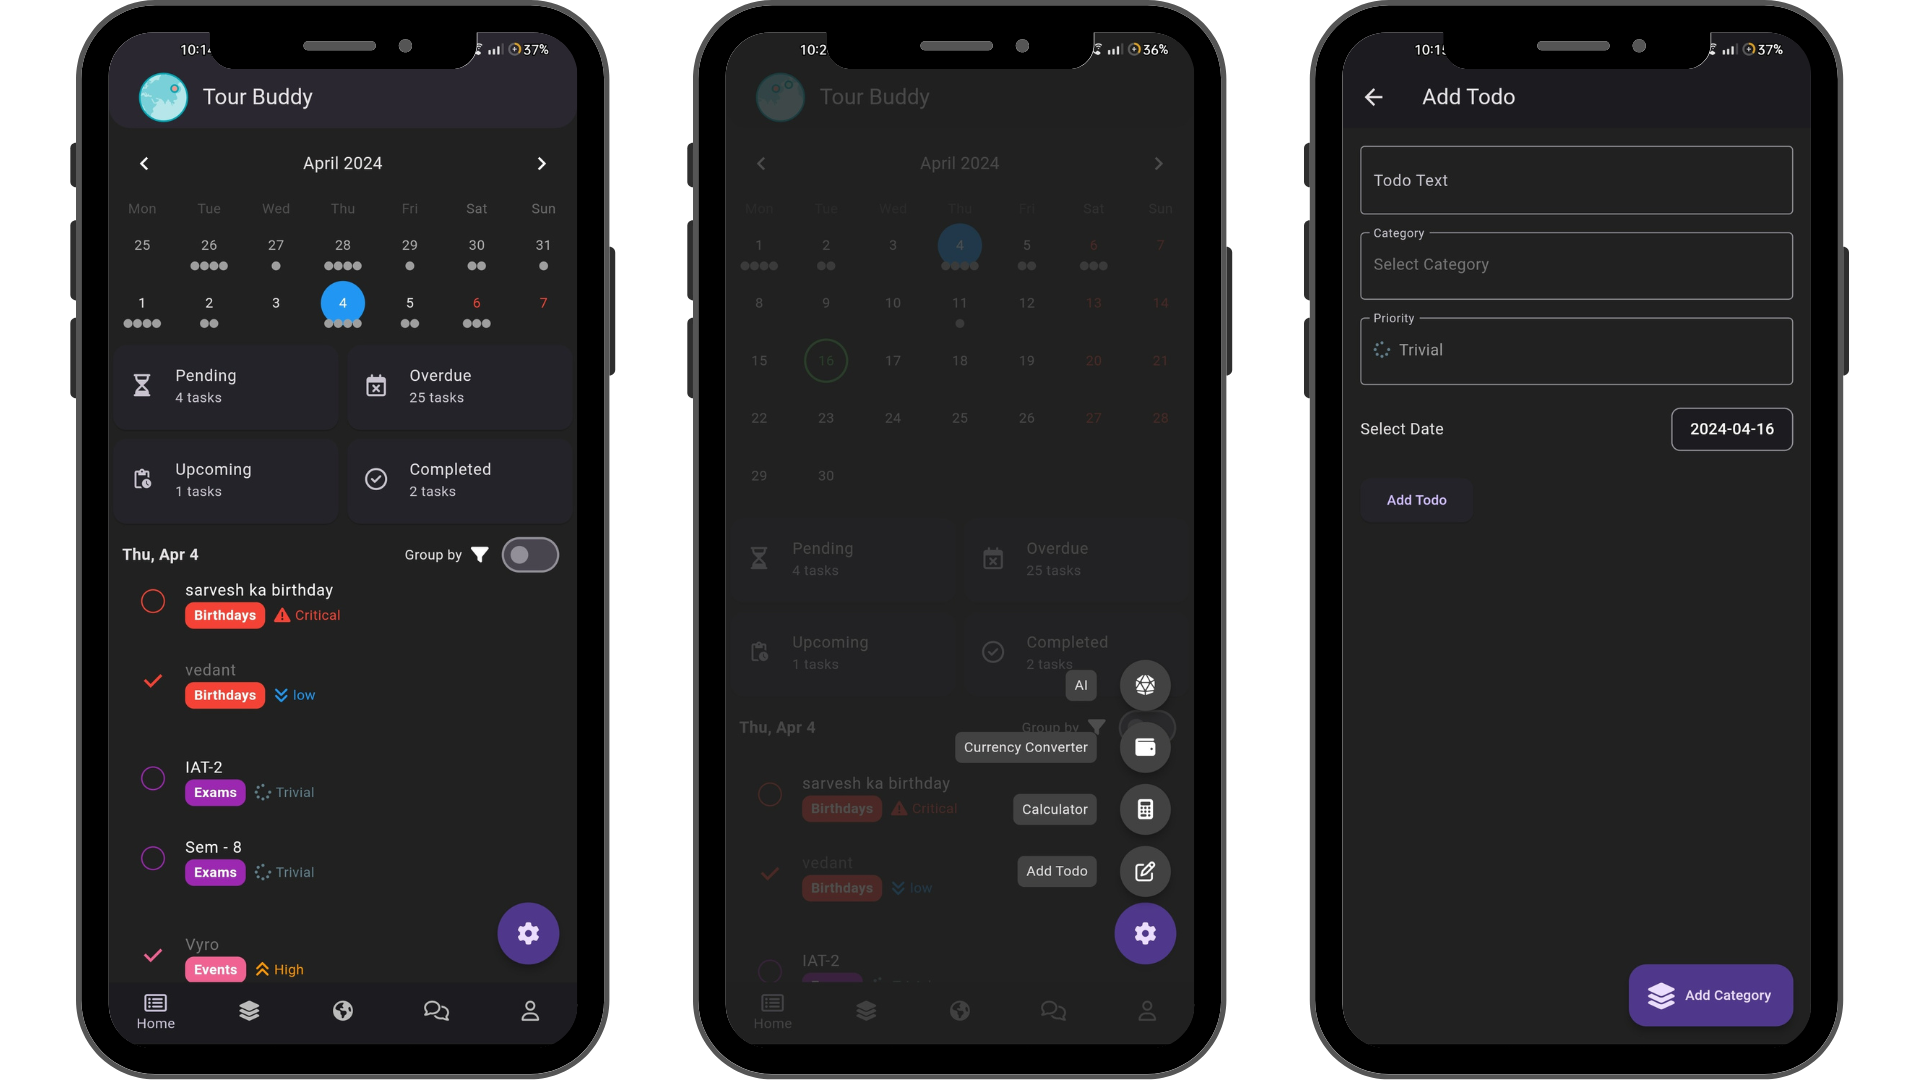 10:14
37%
Tour Buddy
April 2024
Mon Tue Wed Thu Fri Sat Sun
25 26 27 28 29 30 31
1 2 3 4 5 6 7
Pending
4 tasks
Overdue
25 tasks
Upcoming
1 tasks
Completed
2 tasks
Thu, Apr 4
Group by
sarvesh ka birthday
Birthdays Critical
vedant
Birthdays low
IAT-2
Exams Trivial
Sem - 8
Exams Trivial
Vyro
Events High
Home
10:2
36%
Tour Buddy
April 2024
Mon Tue Wed Thu Fri Sat Sun
1 2 3 4 5 6 7
8 9 10 11 12 13 14
15 16 17 18 19 20 21
22 23 24 25 26 27 28
29 30
Pending
4 tasks
Overdue
25 tasks
Upcoming
1 tasks
Completed
2 tasks
AI
Thu, Apr 4
Group by
Currency Converter
sarvesh ka birthday
Birthdays Critical
Calculator
vedant
Birthdays low
Add Todo
IAT-2
Home
10:15
37%
Add Todo
Todo Text
Category
Select Category
Priority
Trivial
Select Date
2024-04-16
Add Todo
Add Category